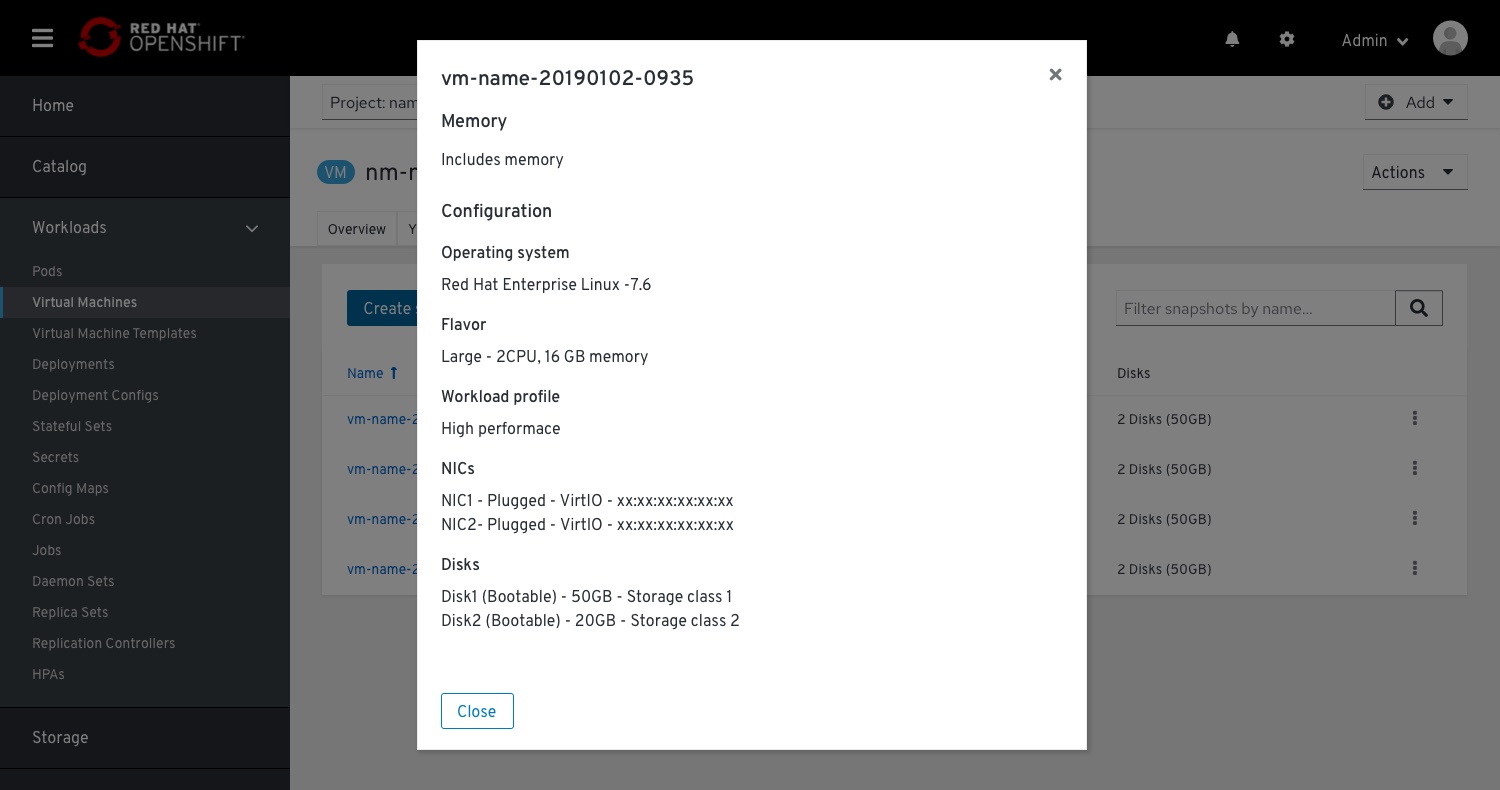 RED HAT
OPENSHIFT
Admin
Home
Catalog
Workloads
Pods
Virtual Machines
Virtual Machine Templates
Deployments
Deployment Configs
Stateful Sets
Secrets
Config Maps
Cron Jobs
Jobs
Daemon Sets
Replica Sets
Replication Controllers
HPAs
Storage
Project: nam
Add
VM nm-
Actions
Overview Y
Create
Filter snapshots by name...
Name Disks
vm-name-2 2 Disks (50GB)
vm-name-2 2 Disks (50GB)
vm-name-2 2 Disks (50GB)
vm-name-2 2 Disks (50GB)
vm-name-20190102-0935
Memory
Includes memory
Configuration
Operating system
Red Hat Enterprise Linux -7.6
Flavor
Large - 2CPU, 16 GB memory
Workload profile
High performace
NICs
NIC1 - Plugged - VirtIO - xx:xx:xx:xx:xx:xx
NIC2- Plugged - VirtIO - xx:xx:xx:xx:xx:xx
Disks
Disk1 (Bootable) - 50GB - Storage class 1
Disk2 (Bootable) - 20GB - Storage class 2
Close